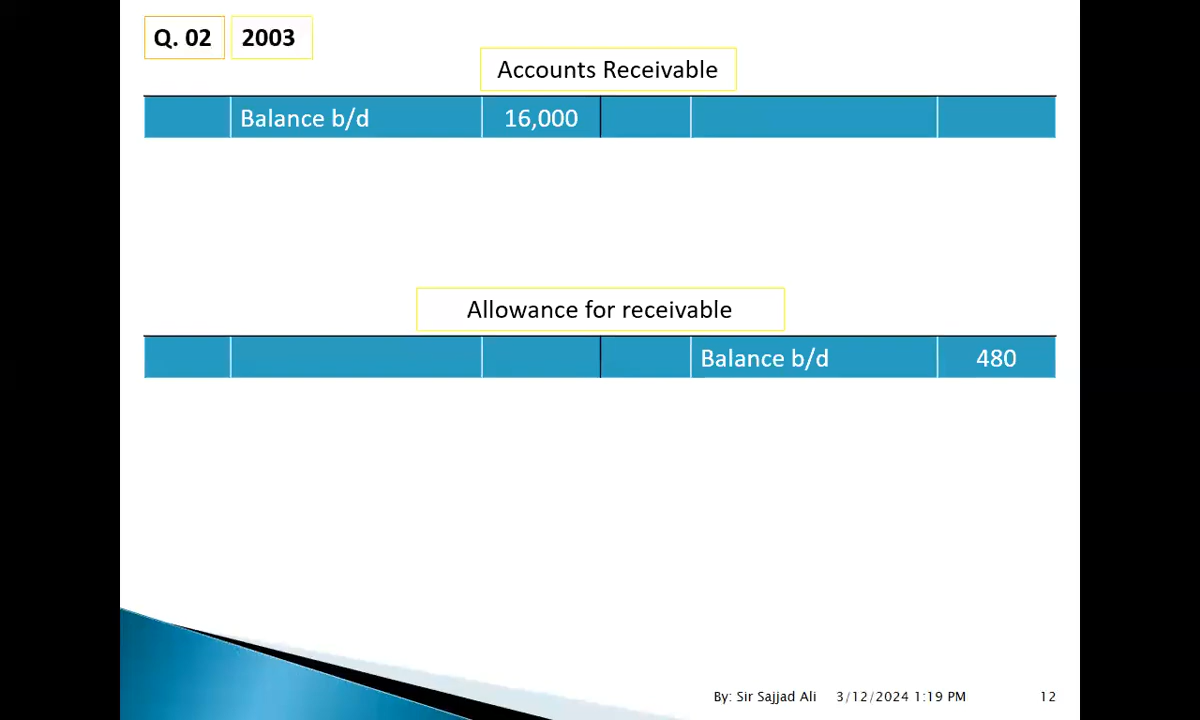 Q. 02 2003
Accounts Receivable
Balance b/d 16,000
Allowance for receivable
Balance b/d 480
By: Sir Sajjad Ali 3/12/2024 1:19 PM 12